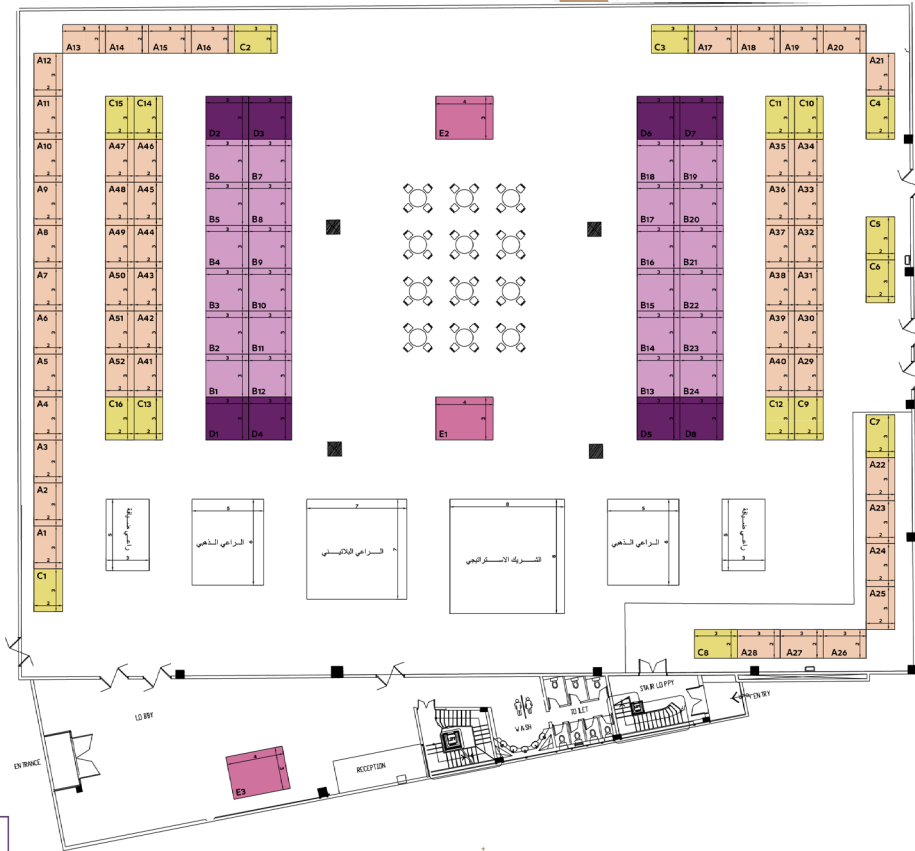 A13 A14 A15 A16 C2 C3 A17 A18 A19 A20
A12 A21
A11 C15 C14 D2 D3 E2 D6 D7 C11 C10 C4
A10 A47 A46 B6 B7 B18 B19 A35 A34
A9 A48 A45 B5 B8 B17 B20 A36 A33
A8 A49 A44 B4 B9 B16 B21 A37 A32 C5
A7 A50 A43 B3 B10 B15 B22 A38 A31 C6
A6 A51 A42 B2 B11 B14 B23 A39 A30
A5 A52 A41 B1 B12 B13 B24 A40 A29
A4 C16 C13 D1 D4 E1 D5 D8 C12 C9
A3 C7
A2 A22
A1 A23
C1 A24
A25
الراعي الذهبي
الـــراعي البلاتيـنــي
الشـــريك الاســـتراتيجي
الراعي الذهبي
C8 A28 A27 A26
LOBBY
ENTRANCE
E3
RECEPTION
LIFT
WASH
TOILET
STAIR LOPPY
ENTRY